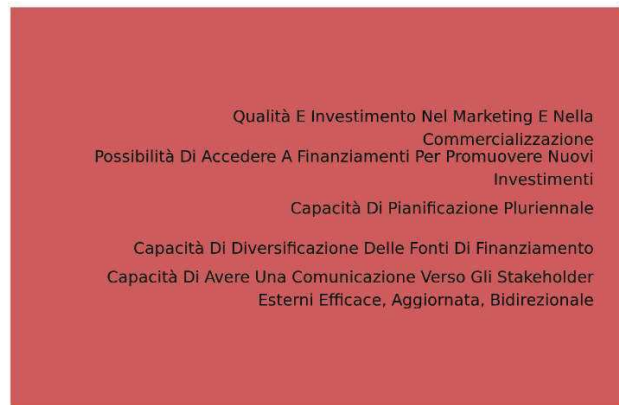 Qualità E Investimento Nel Marketing E Nella
Commercializzazione
Possibilità Di Accedere A Finanziamenti Per Promuovere Nuovi
Investimenti
Capacità Di Pianificazione Pluriennale
Capacità Di Diversificazione Delle Fonti Di Finanziamento
Capacità Di Avere Una Comunicazione Verso Gli Stakeholder
Esterni Efficace, Aggiornata, Bidirezionale